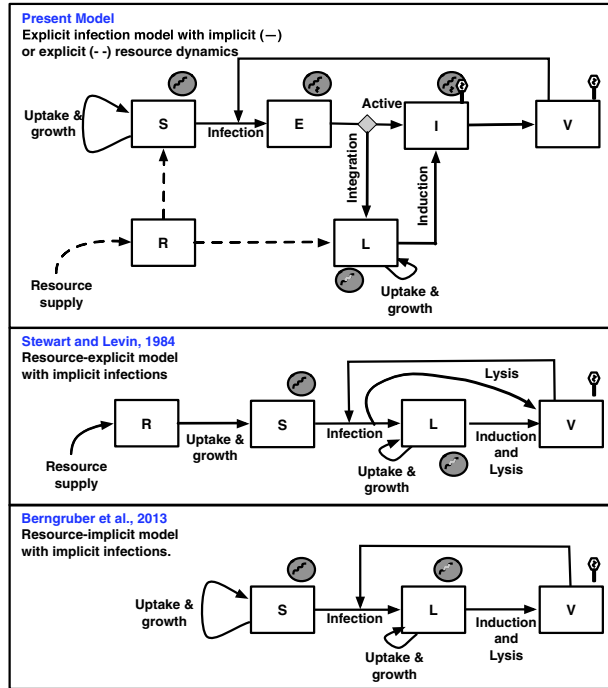 Present Model
Explicit infection model with implicit (—)
or explicit (- -) resource dynamics
Uptake &
growth
S
Infection
E
Active
I
V
Integration
Induction
R
L
Resource
supply
Uptake &
growth
Stewart and Levin, 1984
Resource-explicit model
with implicit infections
Lysis
R
Uptake &
growth
S
Infection
L
Induction
and
Lysis
V
Resource
supply
Uptake &
growth
Berngruber et al., 2013
Resource-implicit model
with implicit infections.
Uptake &
growth
S
Infection
L
Induction
and
Lysis
V
Uptake &
growth